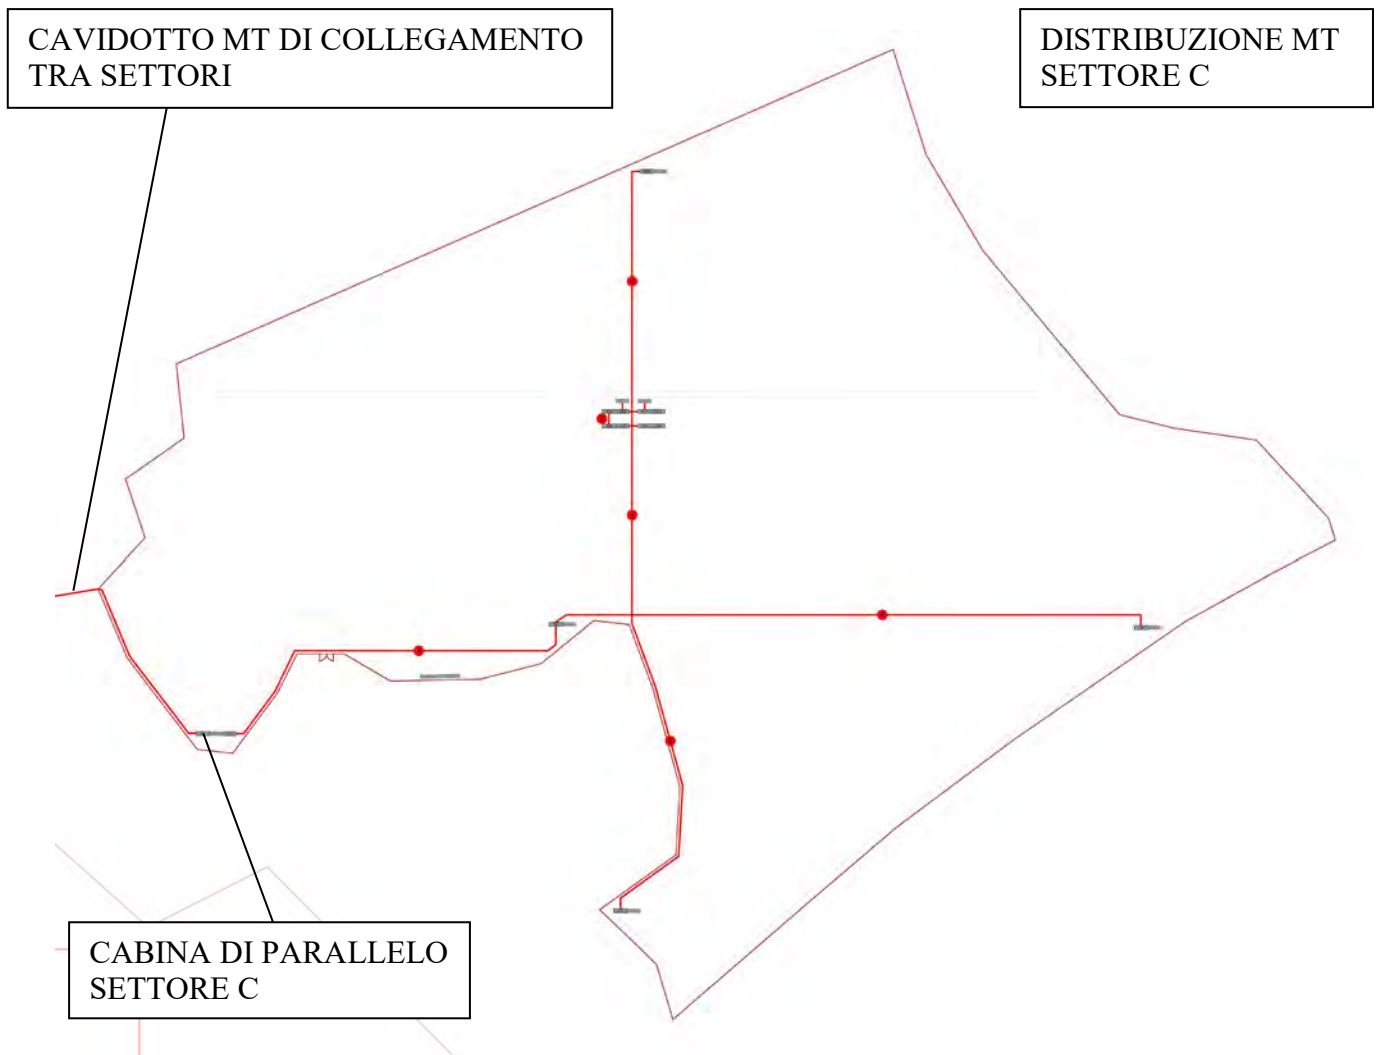 CAVIDOTTO MT DI COLLEGAMENTO
TRA SETTORI
DISTRIBUZIONE MT
SETTORE C
CABINA DI PARALLELO
SETTORE C